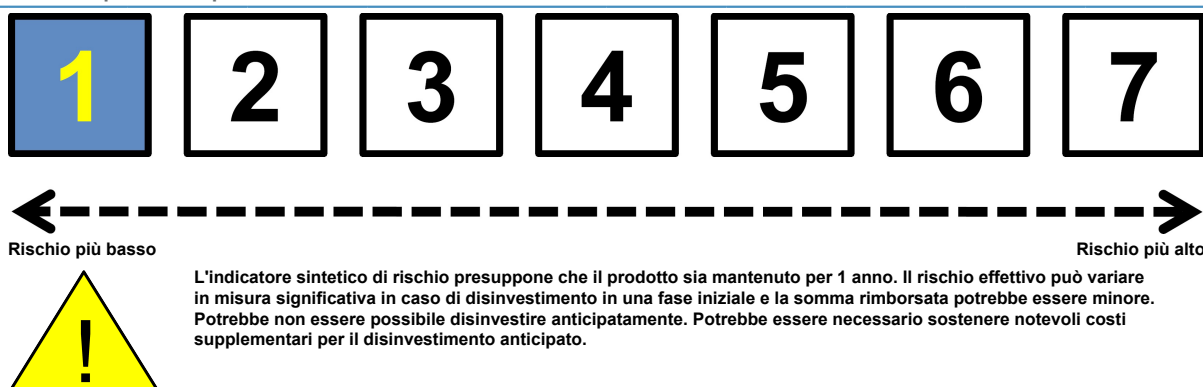 1 2 3 4 5 6 7
Rischio più basso Rischio più alto
L'indicatore sintetico di rischio presuppone che il prodotto sia mantenuto per 1 anno. Il rischio effettivo può variare
in misura significativa in caso di disinvestimento in una fase iniziale e la somma rimborsata potrebbe essere minore.
Potrebbe non essere possibile disinvestire anticipatamente. Potrebbe essere necessario sostenere notevoli costi
supplementari per il disinvestimento anticipato.
!